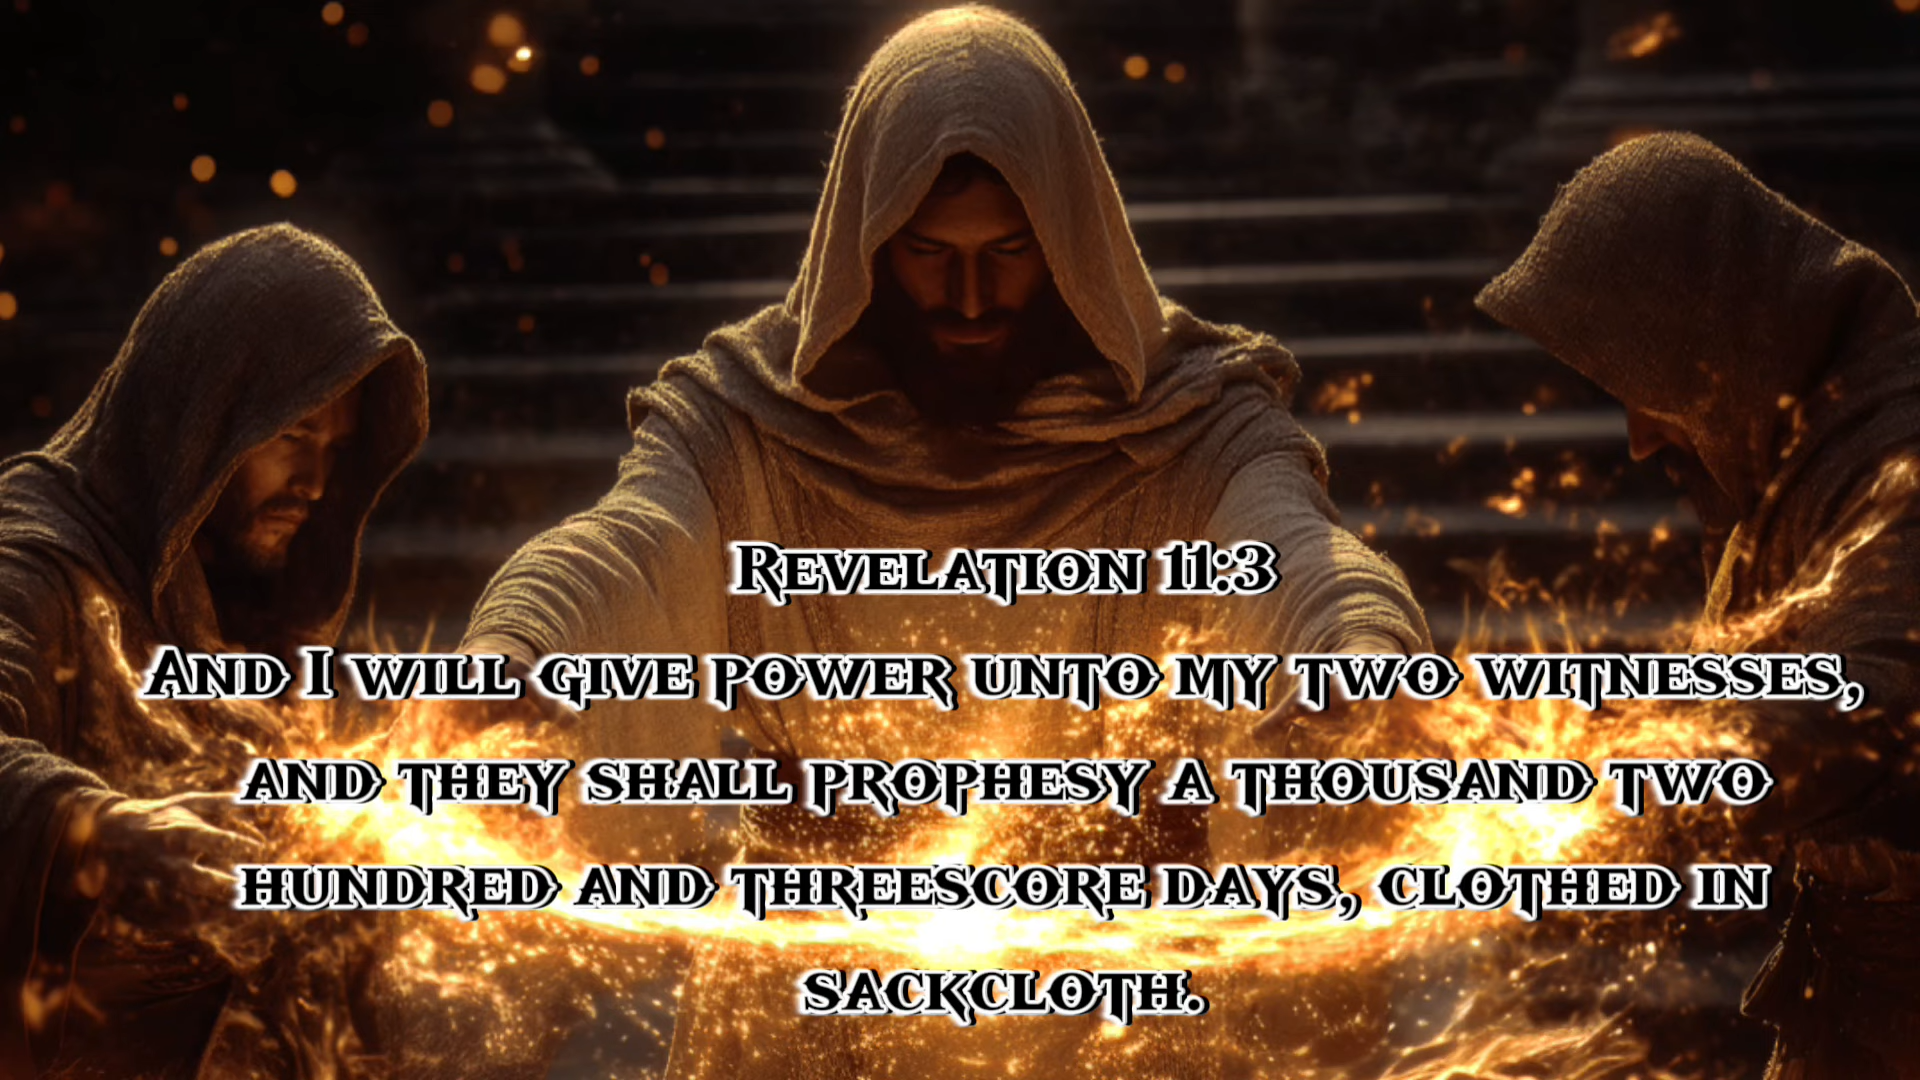 Revelation 11:3
And I will give power unto my two witnesses,
and they shall prophesy a thousand two
hundred and threescore days, clothed in
sackcloth.